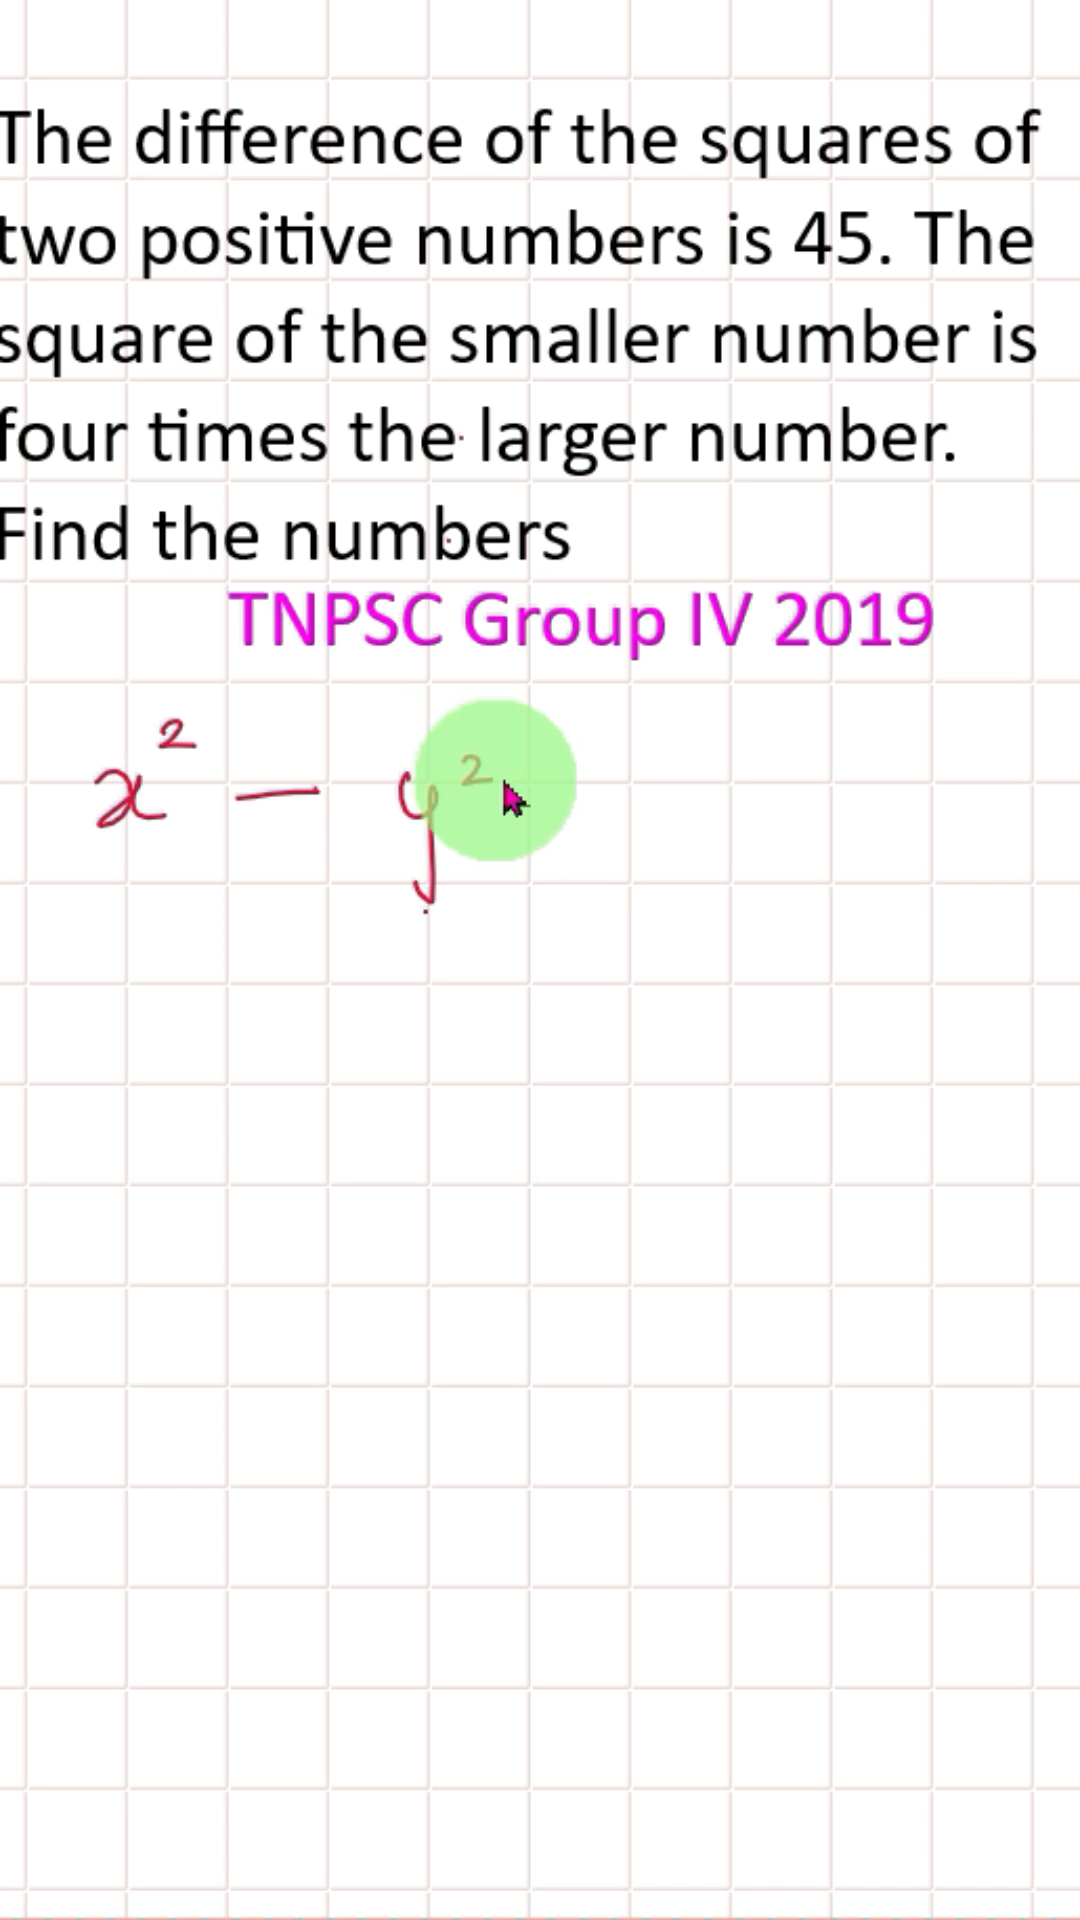 The difference of the squares of
two positive numbers is 45. The
square of the smaller number is
four times the larger number.
Find the numbers
TNPSC Group IV 2019
x² − y²